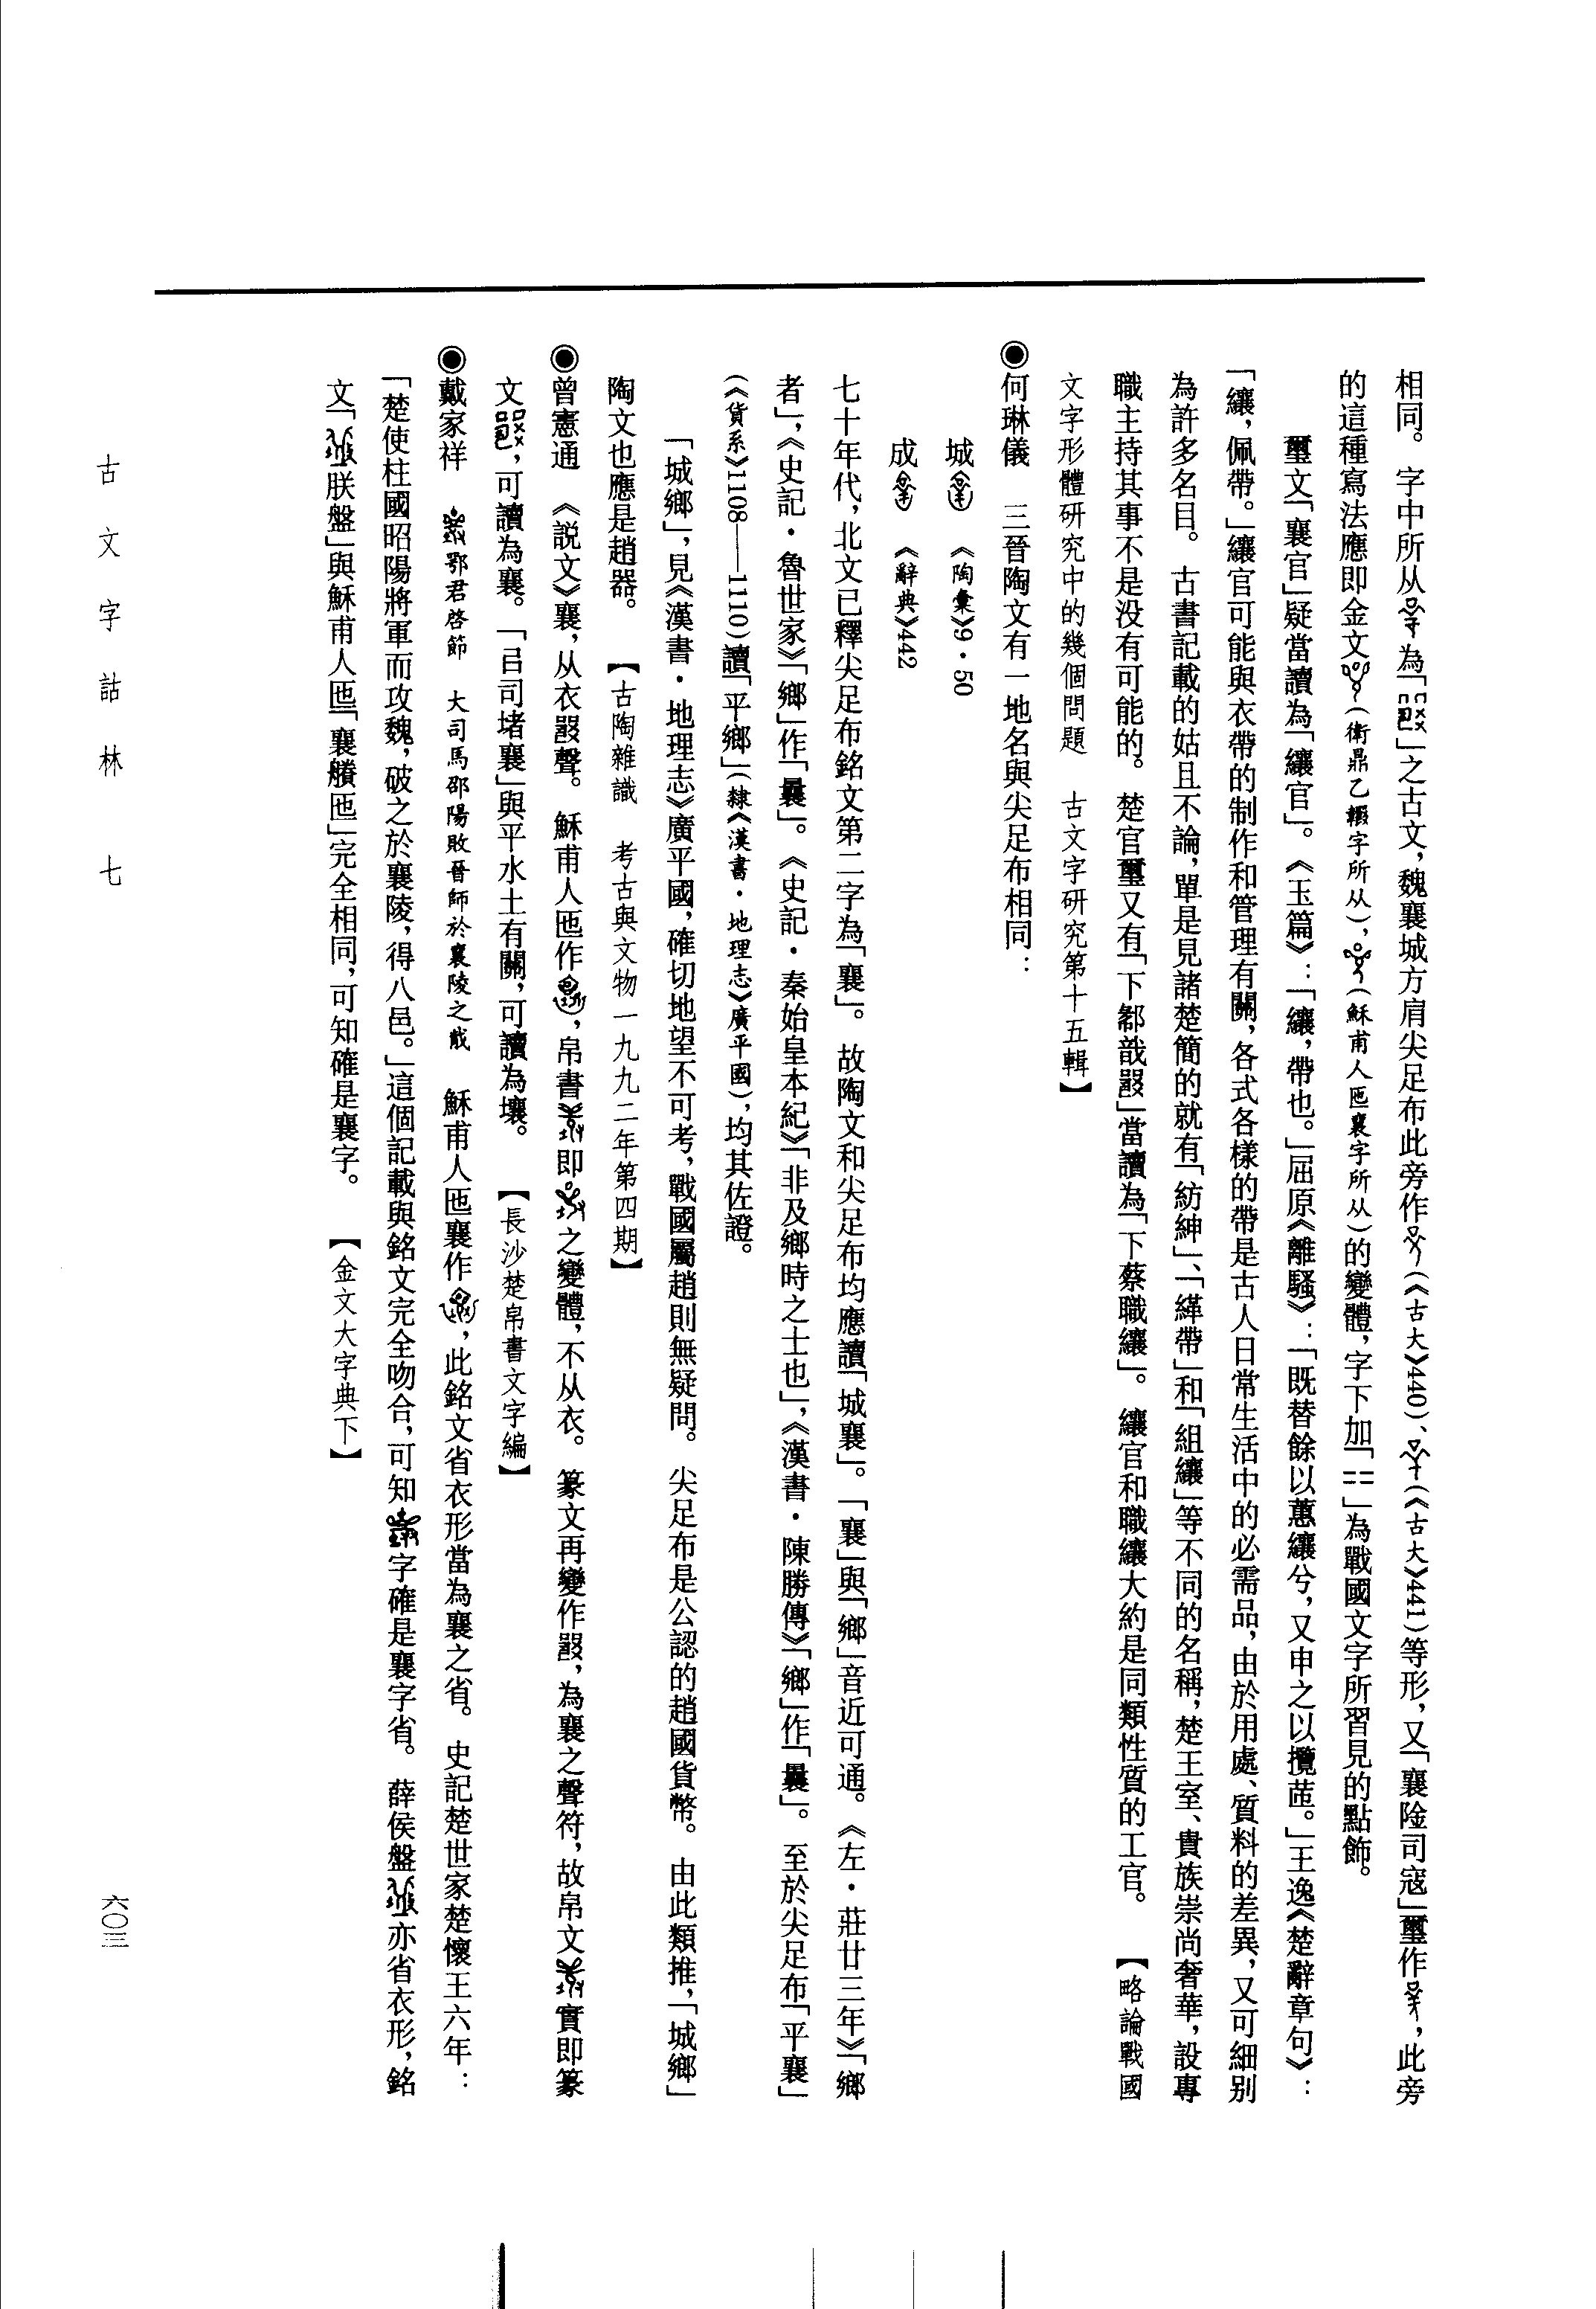 相同。字中所从為「𠱠」之古文，魏襄城方肩尖足布此旁作（《古大》440）、（《古大》441）等形，又「襄险司寇」璽作，此旁
的這種寫法應即金文（衛鼎乙字所从），（穌甫人匜襄字所从）的變體，字下加「==」為戰國文字所習見的點飾。
璽文「襄官」疑當讀為「纕官」。《玉篇》：「纕，帶也。」屈原《離騷》：「既替餘以蕙纕兮，又申之以攬茝。」王逸《楚辭章句》：
「纕，佩帶。」纕官可能與衣帶的制作和管理有關，各式各樣的帶是古人日常生活中的必需品，由於用處、質料的差異，又可細别
為許多名目。古書記載的姑且不論，單是見諸楚簡的就有「紡紳」、「緙帶」和「組纕」等不同的名稱，楚王室、貴族崇尚奢華，設專
職主持其事不是没有可能的。楚官璽又有「下都哉𠱠」當讀為「下蔡職纕」。纕官和職纕大約是同類性質的工官。【略論戰國
文字形體研究中的幾個問題　古文字研究第十五輯】
◉何琳儀　三晉陶文有一地名與尖足布相同：
城　《陶彙》9·50
成　《辭典》442
七十年代，北文已釋尖足布銘文第二字為「襄」。故陶文和尖足布均應讀「城襄」。「襄」與「鄉」音近可通。《左·莊廿三年》「鄉
者」，《史記·魯世家》「鄉」作「曩」。《史記·秦始皇本紀》「非及鄉時之士也」，《漢書·陳勝傳》「鄉」作「曩」。至於尖足布「平襄」
（《貨系》1108——1110）讀「平鄉」（隸《漢書·地理志》廣平國），均其佐證。
「城鄉」，見《漢書·地理志》廣平國，確切地望不可考，戰國屬趙則無疑問。尖足布是公認的趙國貨幣。由此類推，「城鄉」
陶文也應是趙器。【古陶雜識　考古與文物一九九二年第四期】
◉曾憲通　《説文》襄，从衣𠱠聲。穌甫人匜作，帛書即之變體，不从衣。篆文再變作𠱠，為襄之聲符，故帛文實即篆
文，可讀為襄。「㠯司堵襄」與平水土有關，可讀為壤。【長沙楚帛書文字編】
◉戴家祥　鄂君啓節　大司馬邵陽敗晉師於襄陵之戠　穌甫人匜襄作，此銘文省衣形當為襄之省。史記楚世家楚懷王六年：
「楚使柱國昭陽將軍而攻魏，破之於襄陵，得八邑。」這個記載與銘文完全吻合，可知字確是襄字省。薛侯盤亦省衣形，銘
文「朕盤」與穌甫人匜「襄賸匜」完全相同，可知確是襄字。【金文大字典下】
古文字詁林　七
六〇三